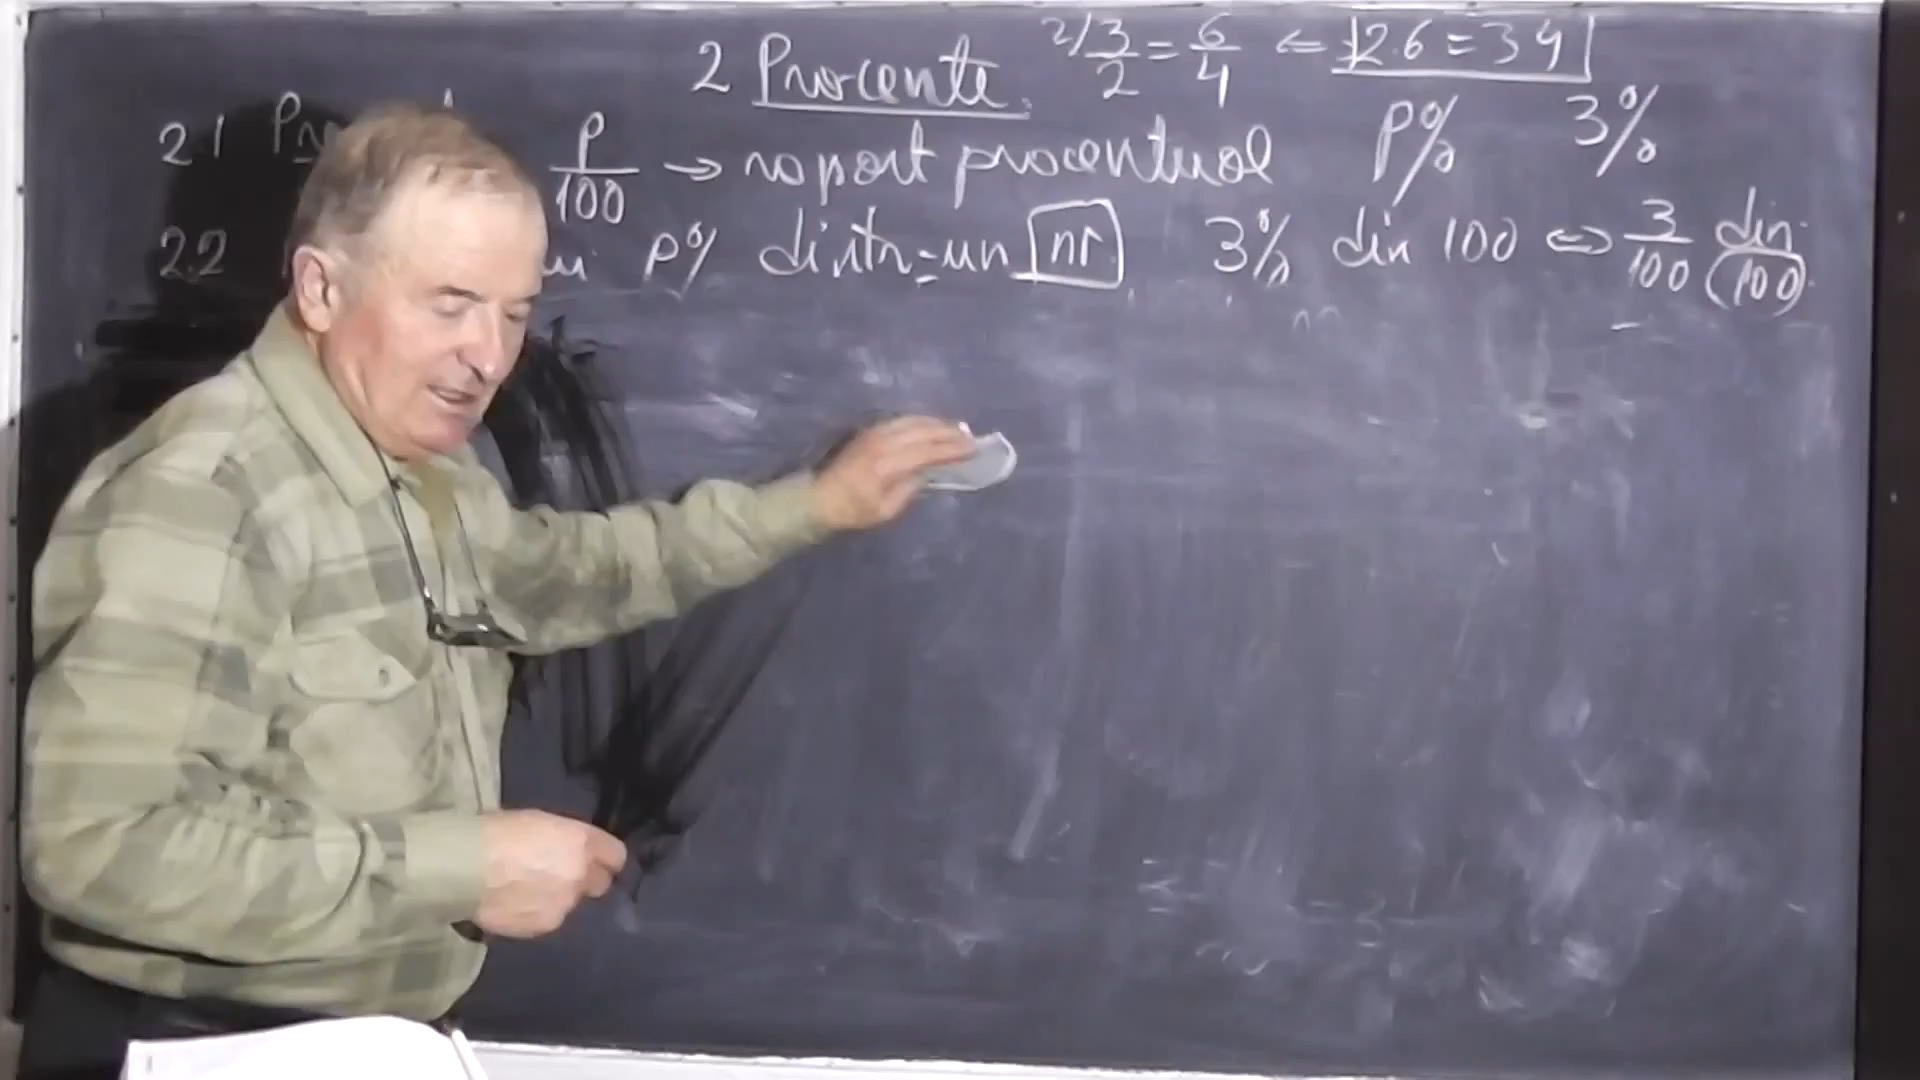 2 Procente. 2/ 3/2 = 6/4 ⇐ 12.6 = 3 4
2.1 p/100 → raport procentual p% 3%
2.2 p% dintr-un nr. 3% din 100 ⇔ 3/100 din (100)